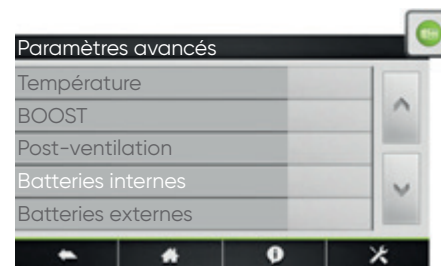 Paramètres avancés
Température
BOOST
Post-ventilation
Batteries internes
Batteries externes